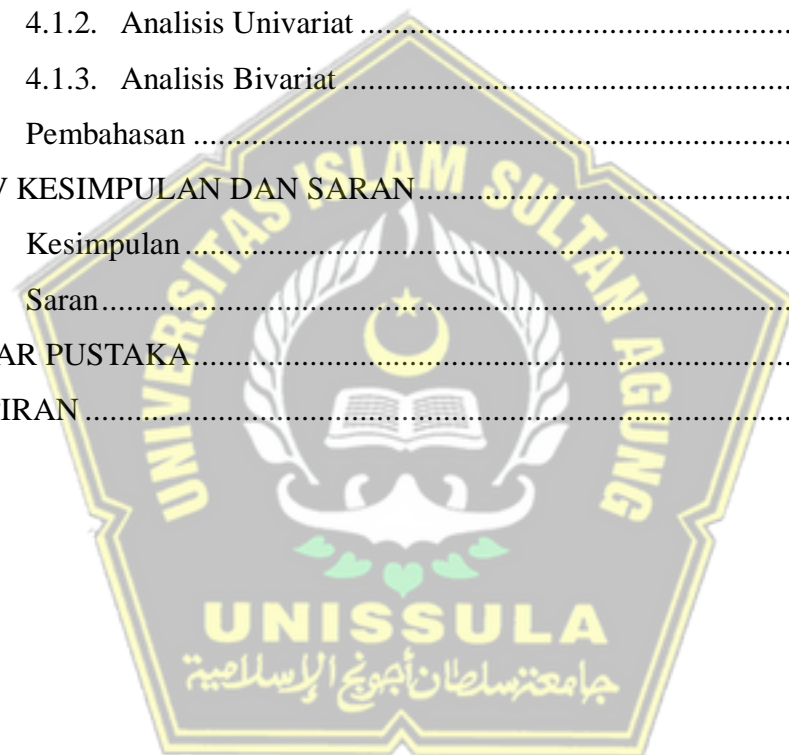 4.1.2. Analisis Univariat ..........................................................
4.1.3. Analisis Bivariat ............................................................
Pembahasan ..............................................................................
V KESIMPULAN DAN SARAN ...................................................
Kesimpulan ..............................................................................
Saran ........................................................................................
AR PUSTAKA ...........................................................................
PIRAN .......................................................................................
UNIVERSITAS ISLAM SULTAN AGUNG
UNISSULA
جامعة سلطان أجونج الإسلامية